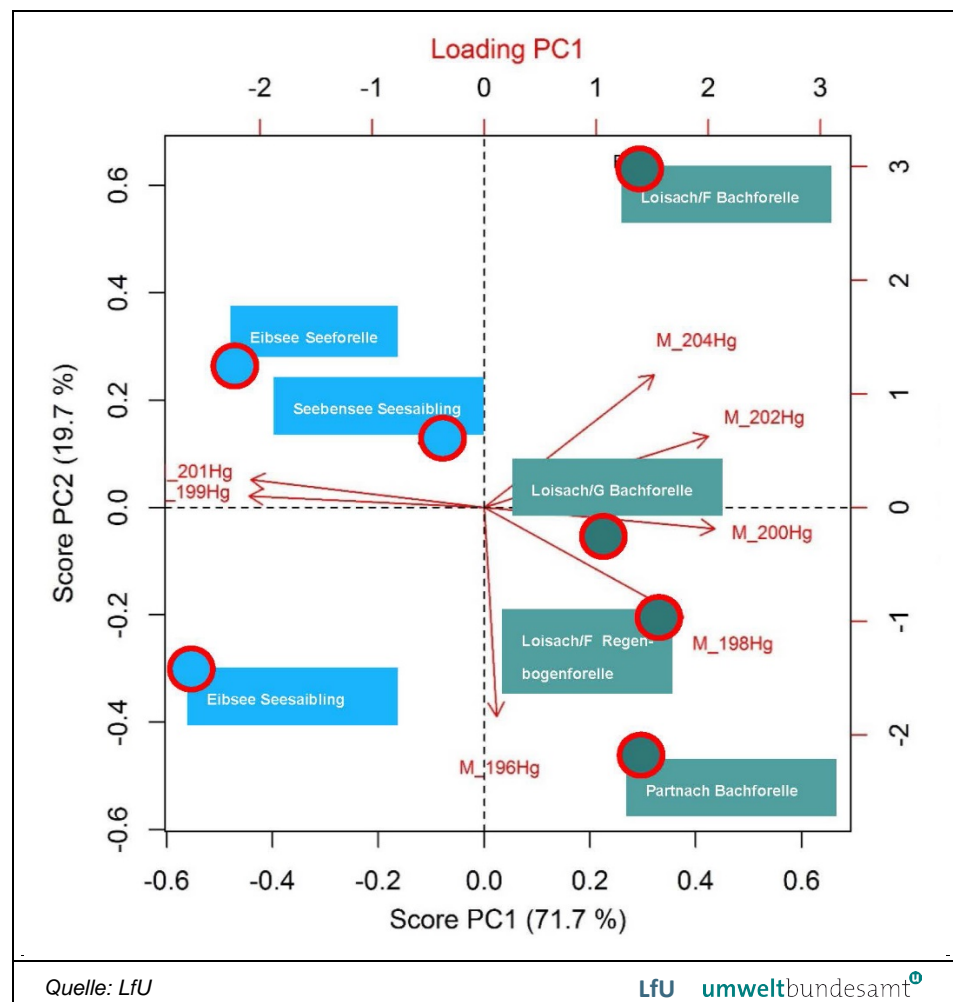 Loading PC1
-2 -1 0 1 2 3
Loisach/F Bachforelle
Eibsee Seeforelle
Seebensee Seesaibling
M_204Hg
M_202Hg
_201Hg
_199Hg
Loisach/G Bachforelle
M_200Hg
Loisach/F Regen-
bogenforelle
M_198Hg
Eibsee Seesaibling
M_196Hg
Partnach Bachforelle
Score PC2 (19.7 %)
0.6
0.4
0.2
0.0
-0.2
-0.4
-0.6
3
2
1
0
-1
-2
-0.6 -0.4 -0.2 0.0 0.2 0.4 0.6
Score PC1 (71.7 %)
Quelle: LfU
LfU umweltbundesamt